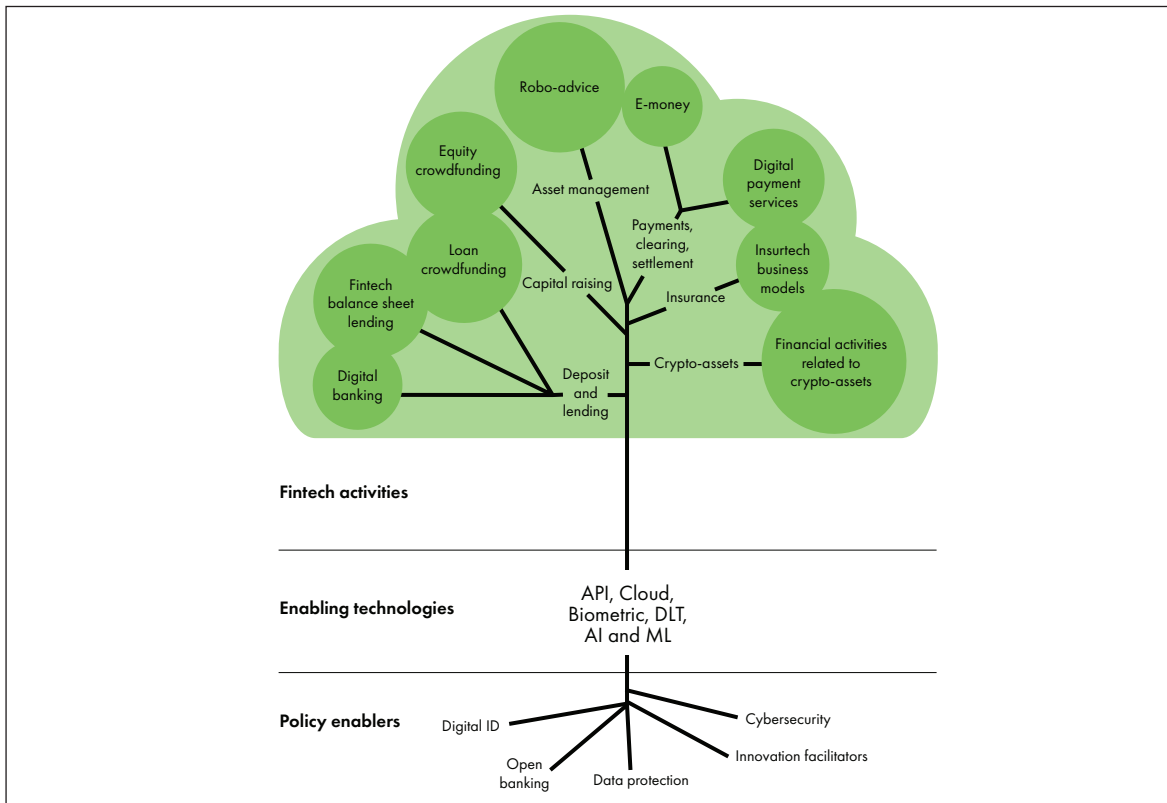 Robo-advice
E-money
Equity
crowdfunding
Asset management
Digital
payment
services
Payments,
clearing,
settlement
Loan
crowdfunding
Capital raising
Insurtech
business
models
Insurance
Fintech
balance sheet
lending
Financial activities
related to
crypto-assets
Crypto-assets
Digital
banking
Deposit
and
lending
Fintech activities
Enabling technologies
API, Cloud,
Biometric, DLT,
AI and ML
Policy enablers
Digital ID
Cybersecurity
Open
banking
Data protection
Innovation facilitators